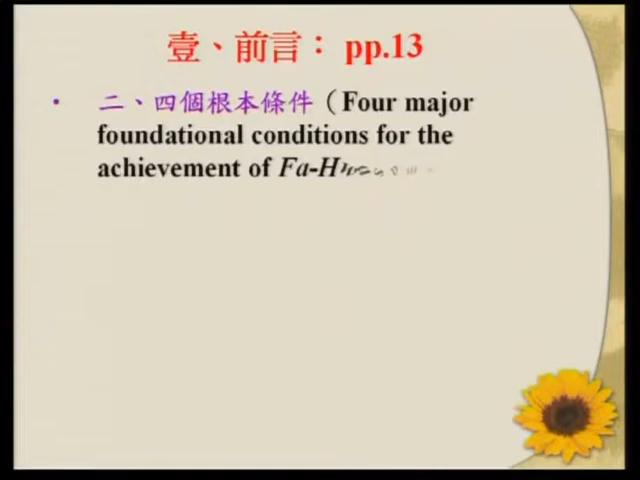 壹、前言：pp.13
• 二、四個根本條件（Four major
foundational conditions for the
achievement of